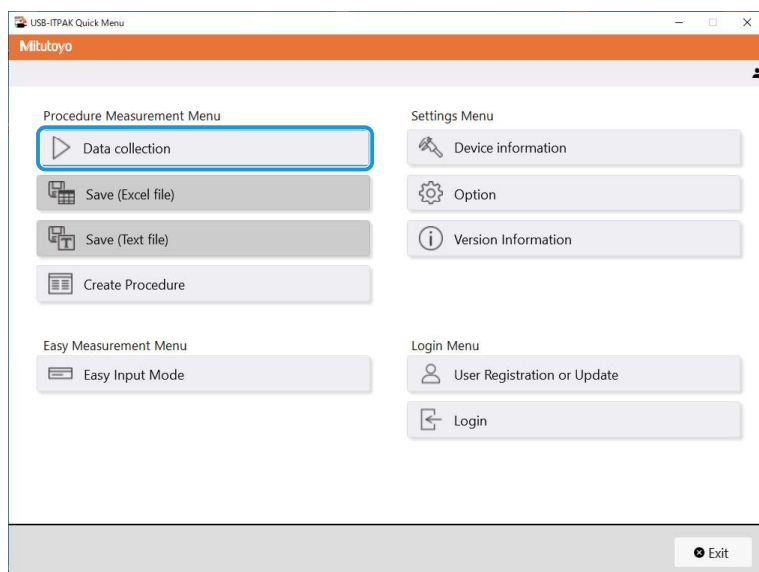 USB-ITPAK Quick Menu
Mitutoyo
Procedure Measurement Menu
Data collection
Save (Excel file)
Save (Text file)
Create Procedure
Easy Measurement Menu
Easy Input Mode
Settings Menu
Device information
Option
Version Information
Login Menu
User Registration or Update
Login
Exit